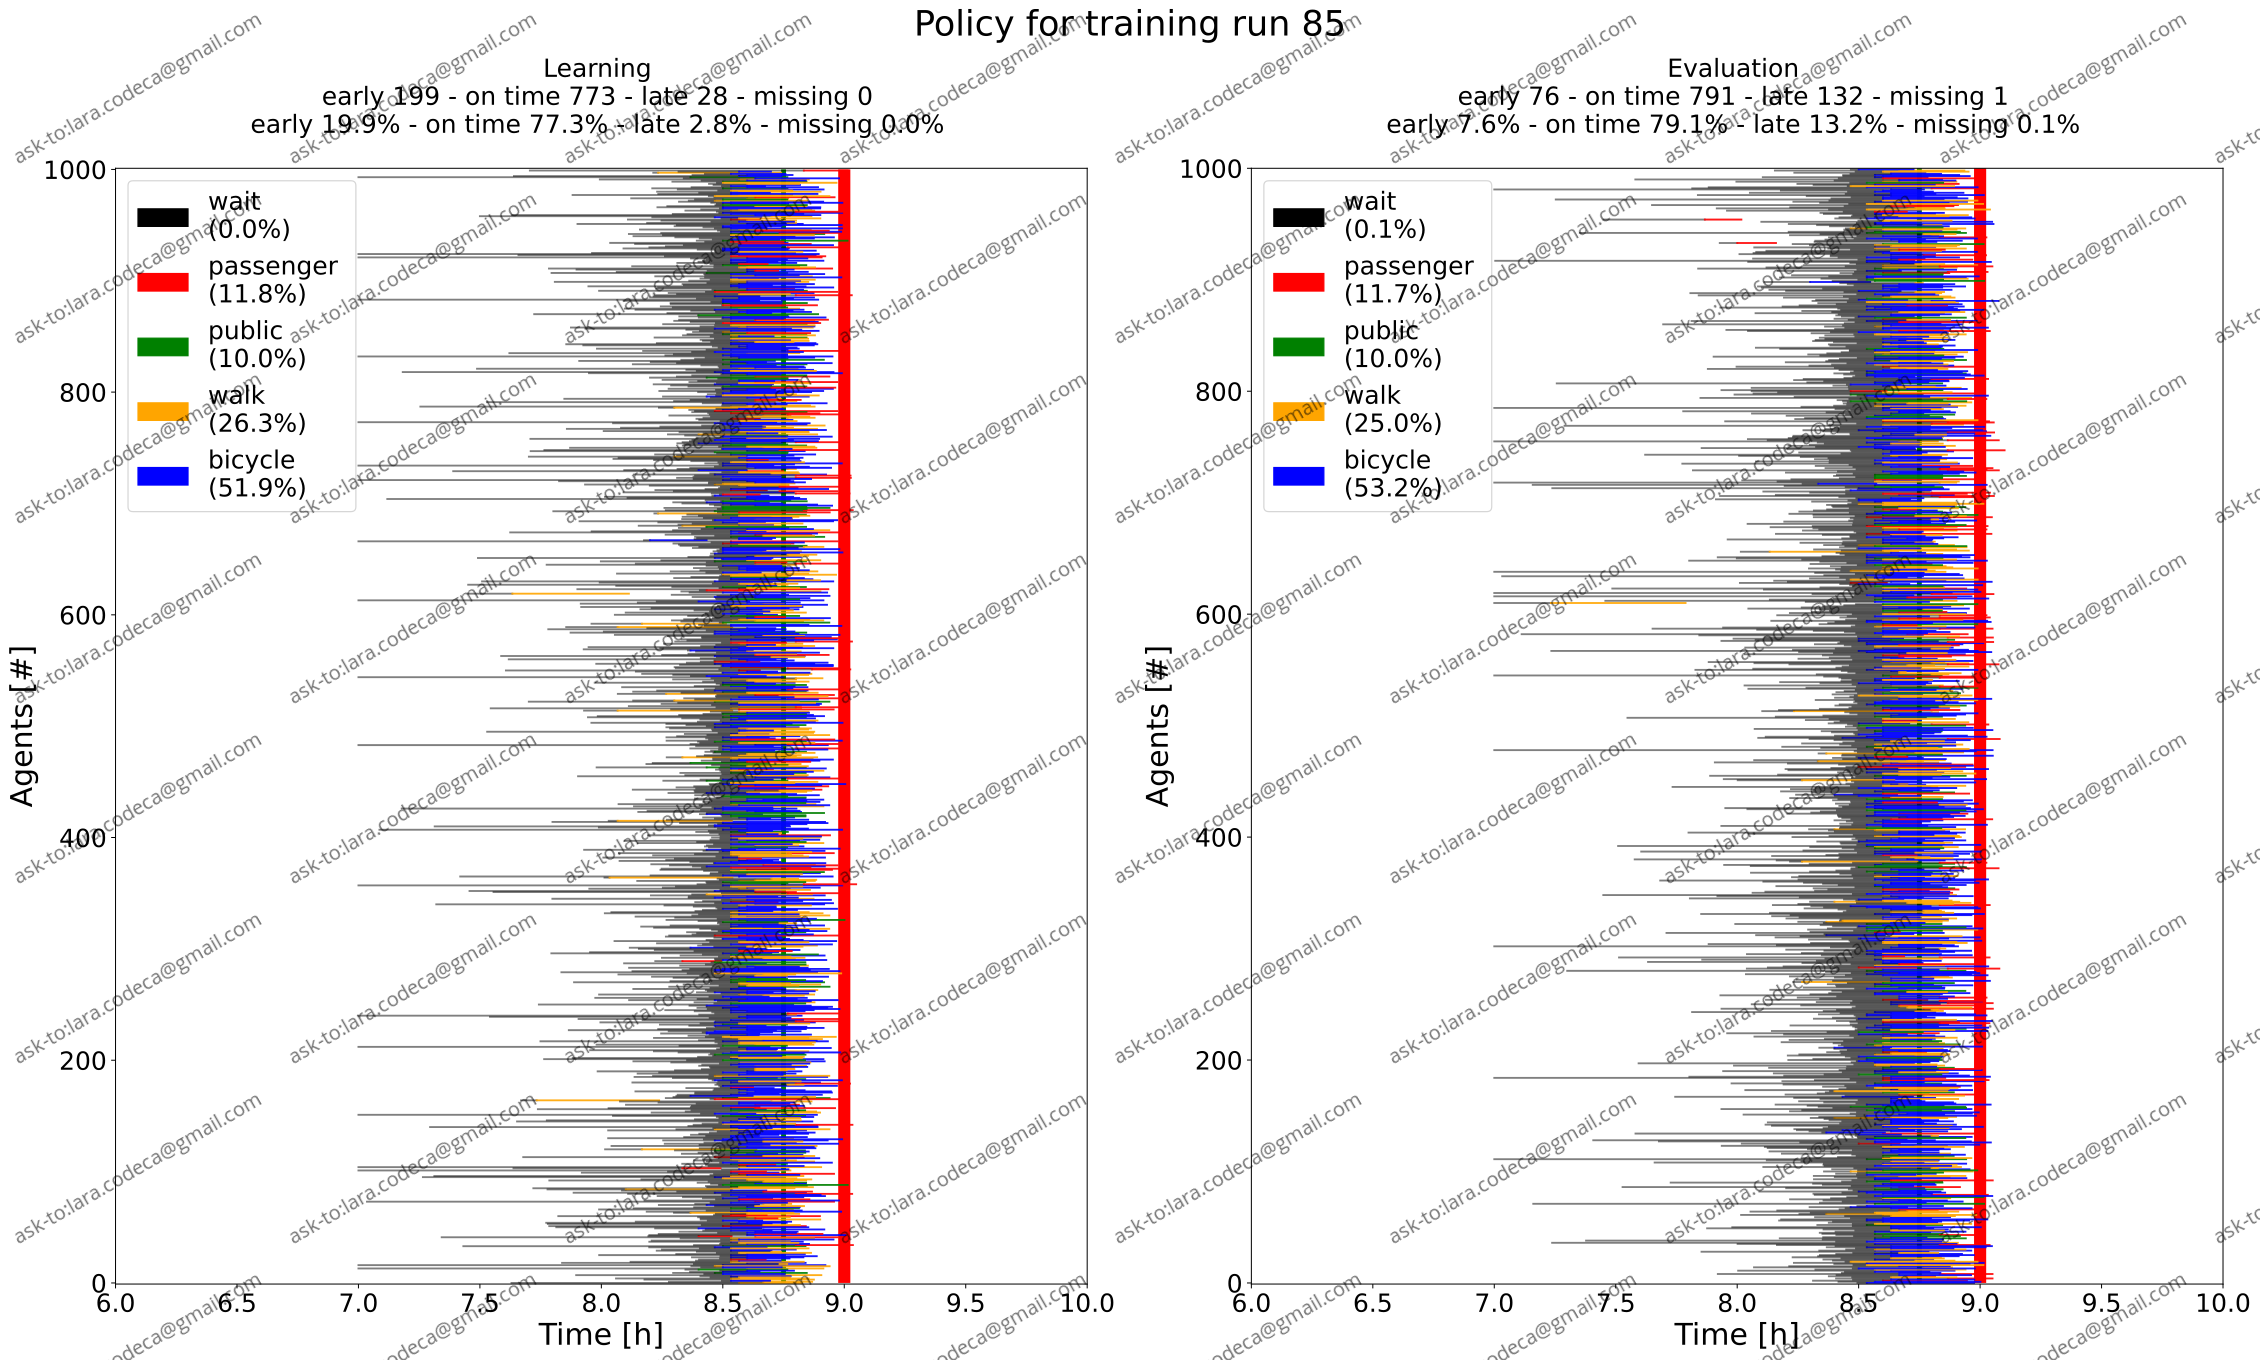 Policy for training run 85
Learning
early 199 - on time 773 - late 28 - missing 0
early 19.9% - on time 77.3% - late 2.8% - missing 0.0%
1000
800
600
400
200
0
Agents [#]
wait
(0.0%)
passenger
(11.8%)
public
(10.0%)
walk
(26.3%)
bicycle
(51.9%)
6.0 6.5 7.0 7.5 8.0 8.5 9.0 9.5 10.0
Time [h]
Evaluation
early 76 - on time 791 - late 132 - missing 1
early 7.6% - on time 79.1% - late 13.2% - missing 0.1%
1000
800
600
400
200
0
Agents [#]
wait
(0.1%)
passenger
(11.7%)
public
(10.0%)
walk
(25.0%)
bicycle
(53.2%)
6.0 6.5 7.0 7.5 8.0 8.5 9.0 9.5 10.0
Time [h]
ask-to:lara.codeca@gmail.com